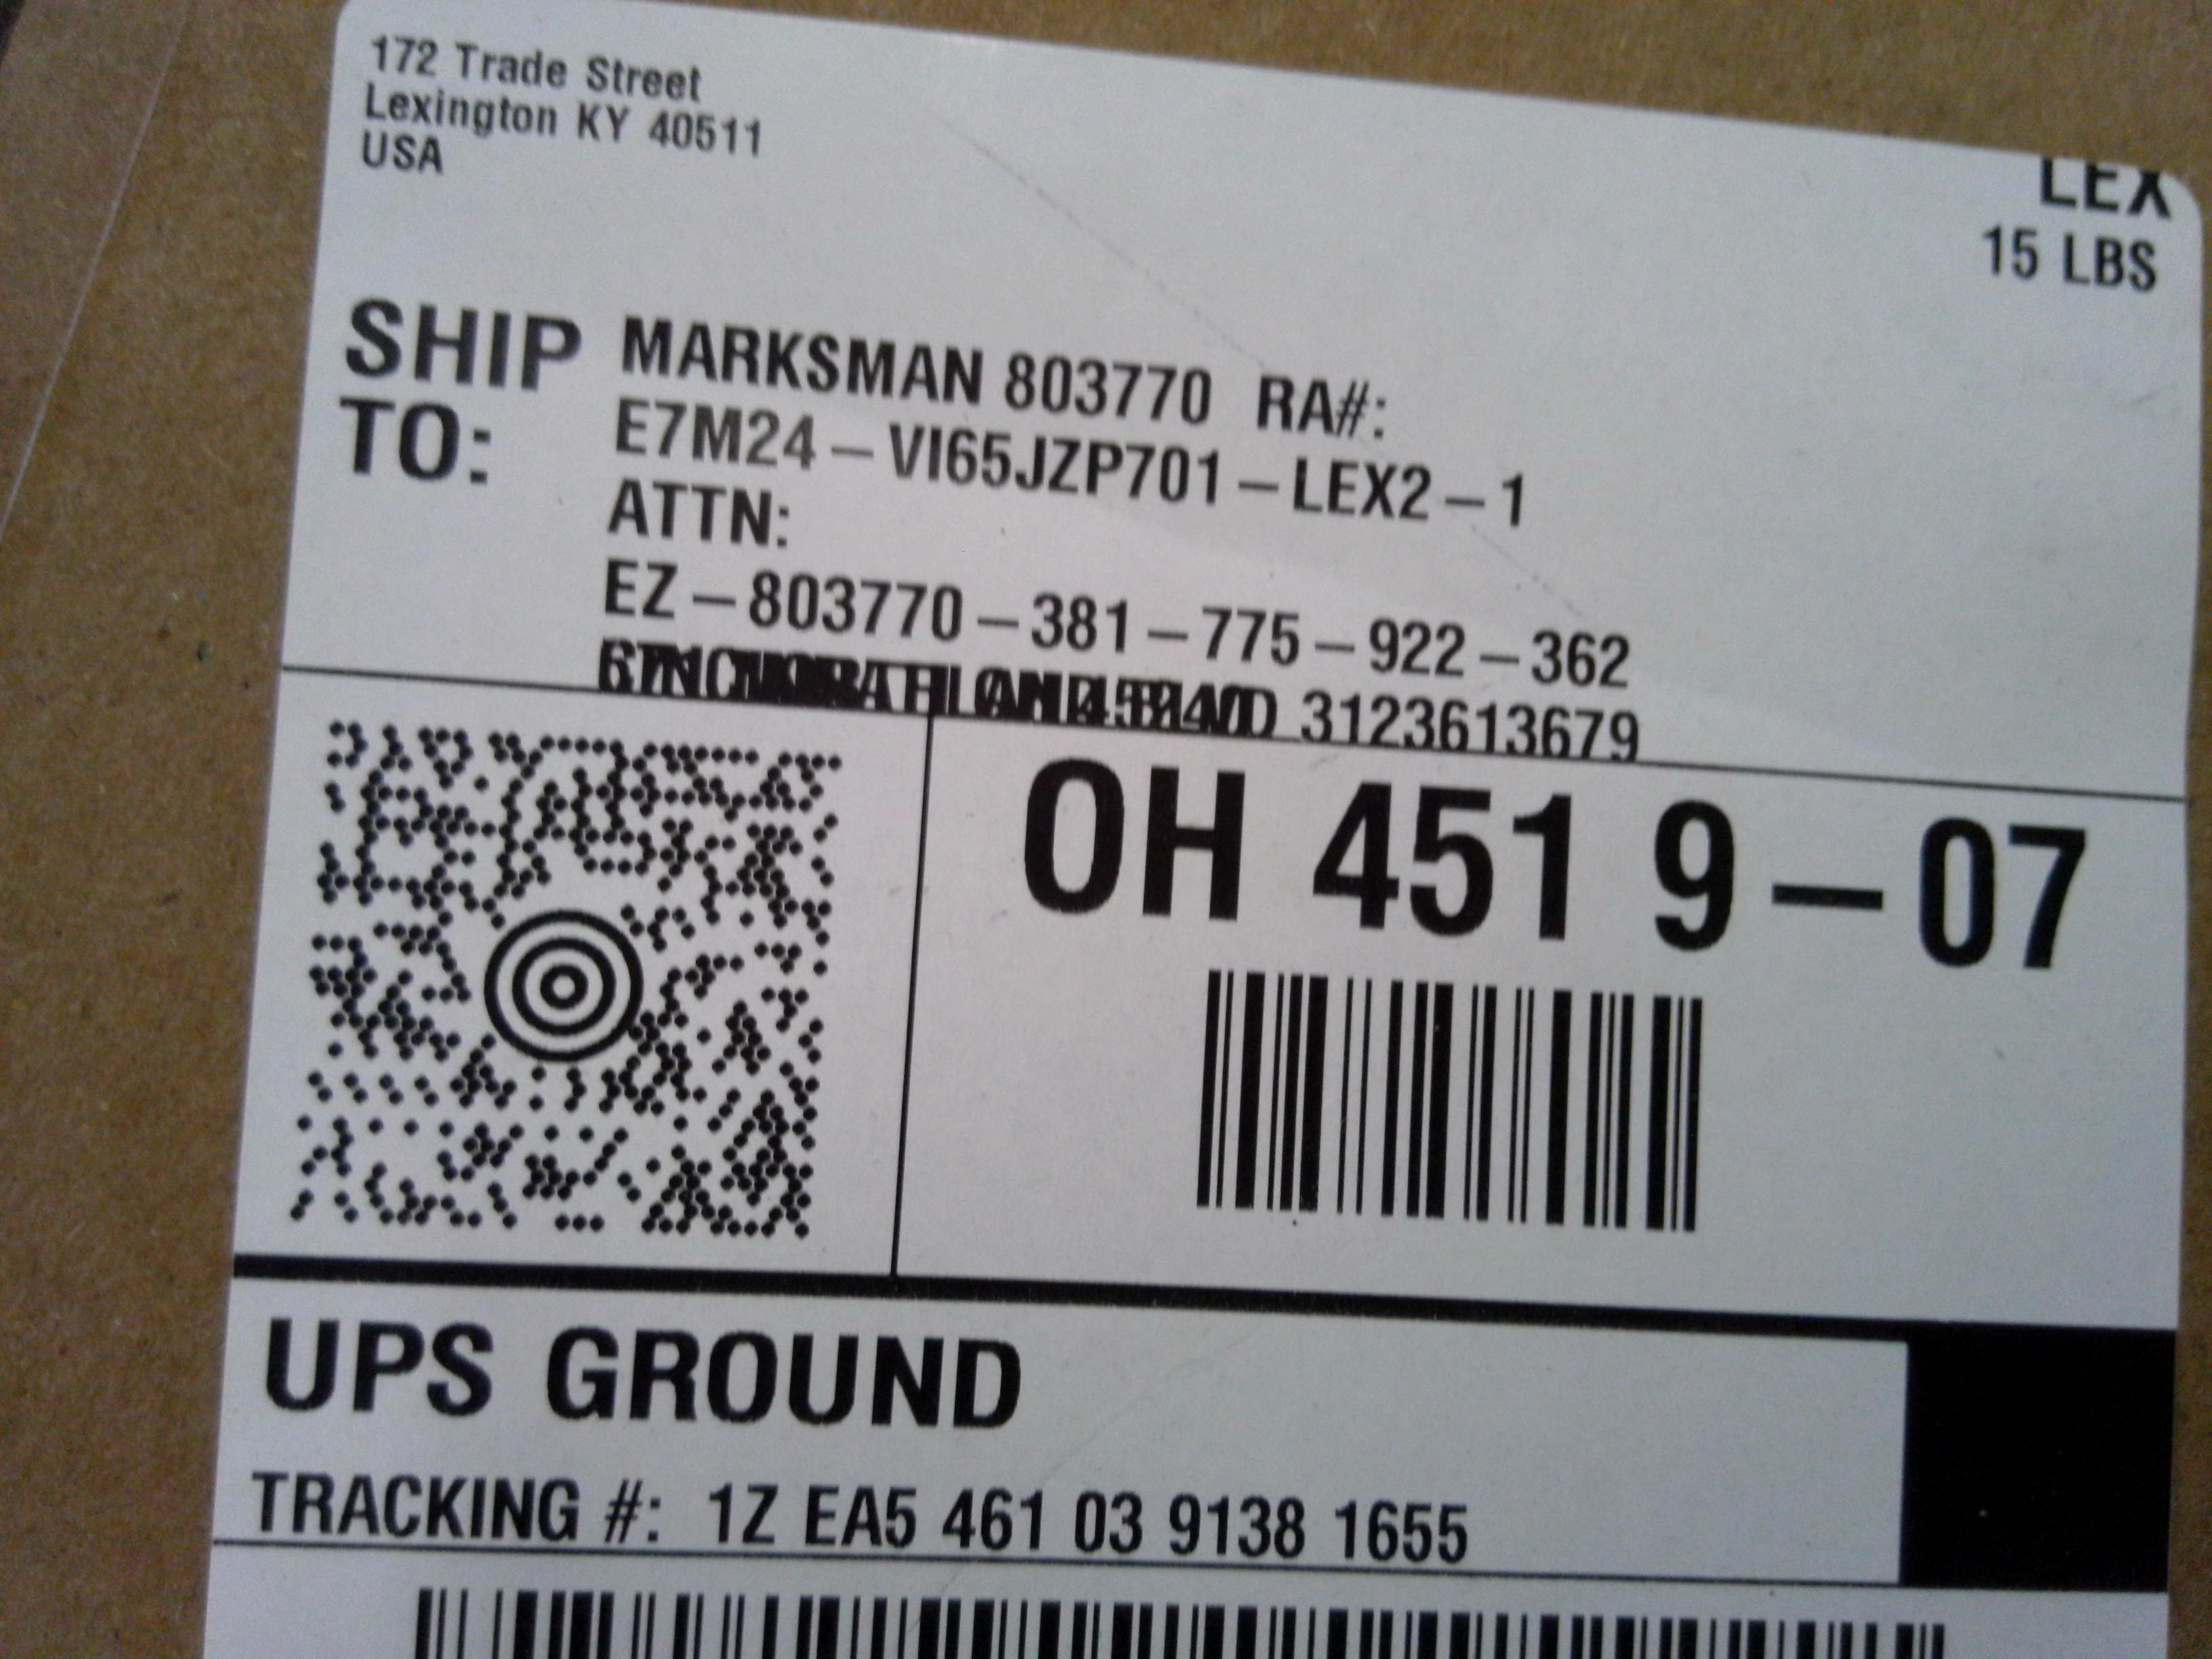 172 Trade Street
Lexington KY 40511
USA
LEX
15 LBS
SHIP TO:
MARKSMAN 803770 RA#:
E7M24-VI65JZP701-LEX2-1
ATTN:
EZ-803770-381-775-922-362
3123613679
OH 451 9-07
UPS GROUND
TRACKING #: 1Z EA5 461 03 9138 1655